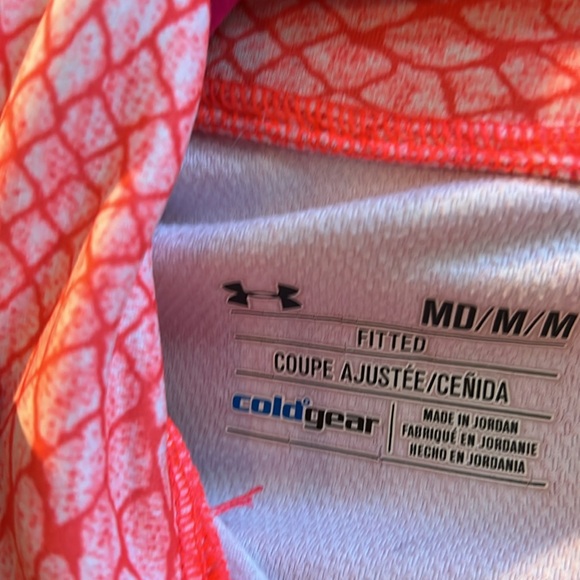 MD/M/M
FITTED
COUPE AJUSTÉE/CEÑIDA
coldgear
MADE IN JORDAN
FABRIQUÉ EN JORDANIE
HECHO EN JORDANIA